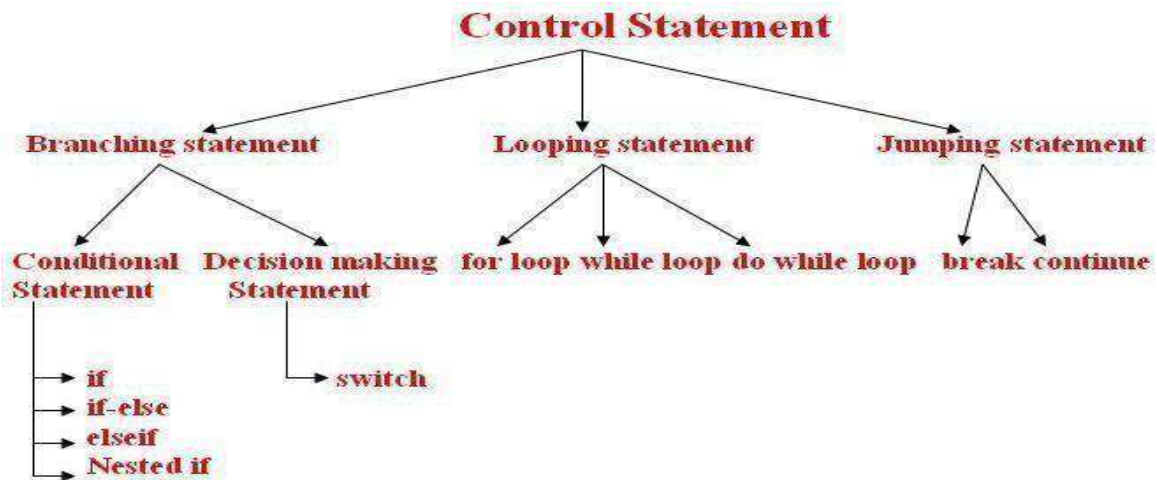 Control Statement
Branching statement
Looping statement
Jumping statement
Conditional
Statement
Decision making
Statement
for loop while loop do while loop
break continue
if
if-else
elseif
Nested if
switch